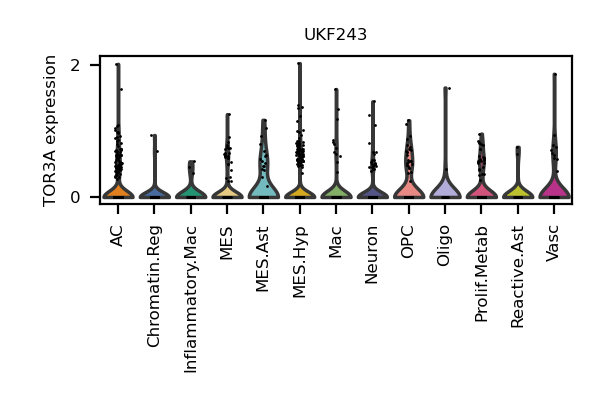 UKF243
TOR3A expression
2
0
AC
Chromatin.Reg
Inflammatory.Mac
MES
MES.Ast
MES.Hyp
Mac
Neuron
OPC
Oligo
Prolif.Metab
Reactive.Ast
Vasc